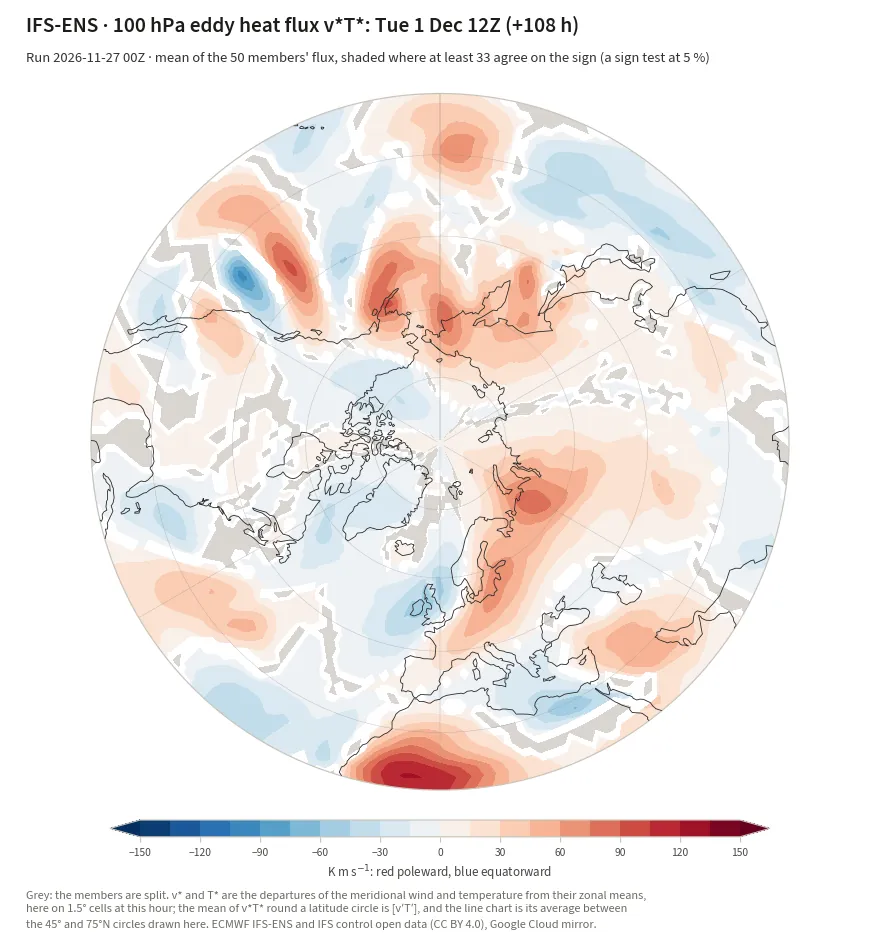 IFS-ENS · 100 hPa eddy heat flux v*T*: Tue 1 Dec 12Z (+108 h)
Run 2026-11-27 00Z · mean of the 50 members' flux, shaded where at least 33 agree on the sign (a sign test at 5 %)
−150 −120 −90 −60 −30 0 30 60 90 120 150
K m s⁻¹: red poleward, blue equatorward
Grey: the members are split. v* and T* are the departures of the meridional wind and temperature from their zonal means,
here on 1.5° cells at this hour; the mean of v*T* round a latitude circle is [v′T′], and the line chart is its average between
the 45° and 75°N circles drawn here. ECMWF IFS-ENS and IFS control open data (CC BY 4.0), Google Cloud mirror.